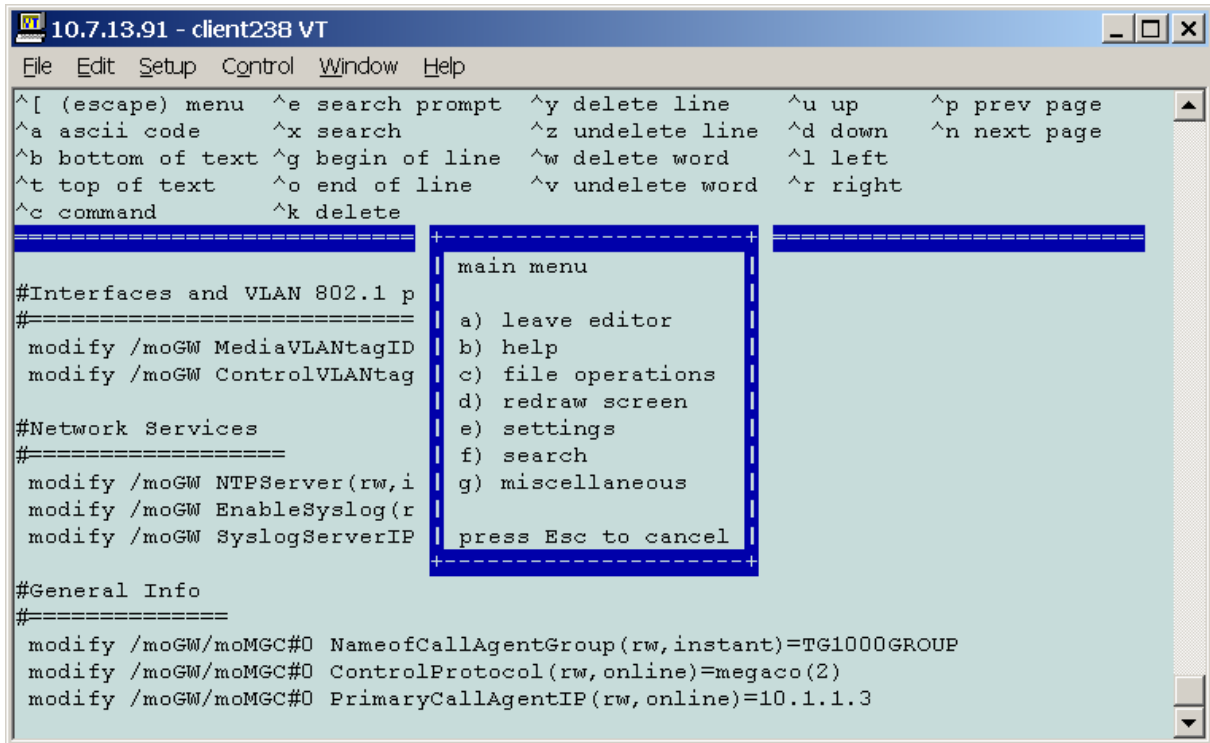 10.7.13.91 - client238 VT
File Edit Setup Control Window Help
^[ (escape) menu ^e search prompt ^y delete line ^u up ^p prev page
^a ascii code ^x search ^z undelete line ^d down ^n next page
^b bottom of text ^g begin of line ^w delete word ^l left
^t top of text ^o end of line ^v undelete word ^r right
^c command ^k delete
main menu
#Interfaces and VLAN 802.1 p
#=========================== a) leave editor
modify /moGW MediaVLANtagID b) help
modify /moGW ControlVLANtag c) file operations
d) redraw screen
#Network Services e) settings
#================== f) search
modify /moGW NTPServer(rw,i g) miscellaneous
modify /moGW EnableSyslog(r
modify /moGW SyslogServerIP press Esc to cancel
#General Info
#==============
modify /moGW/moMGC#0 NameofCallAgentGroup(rw,instant)=TG1000GROUP
modify /moGW/moMGC#0 ControlProtocol(rw,online)=megaco(2)
modify /moGW/moMGC#0 PrimaryCallAgentIP(rw,online)=10.1.1.3